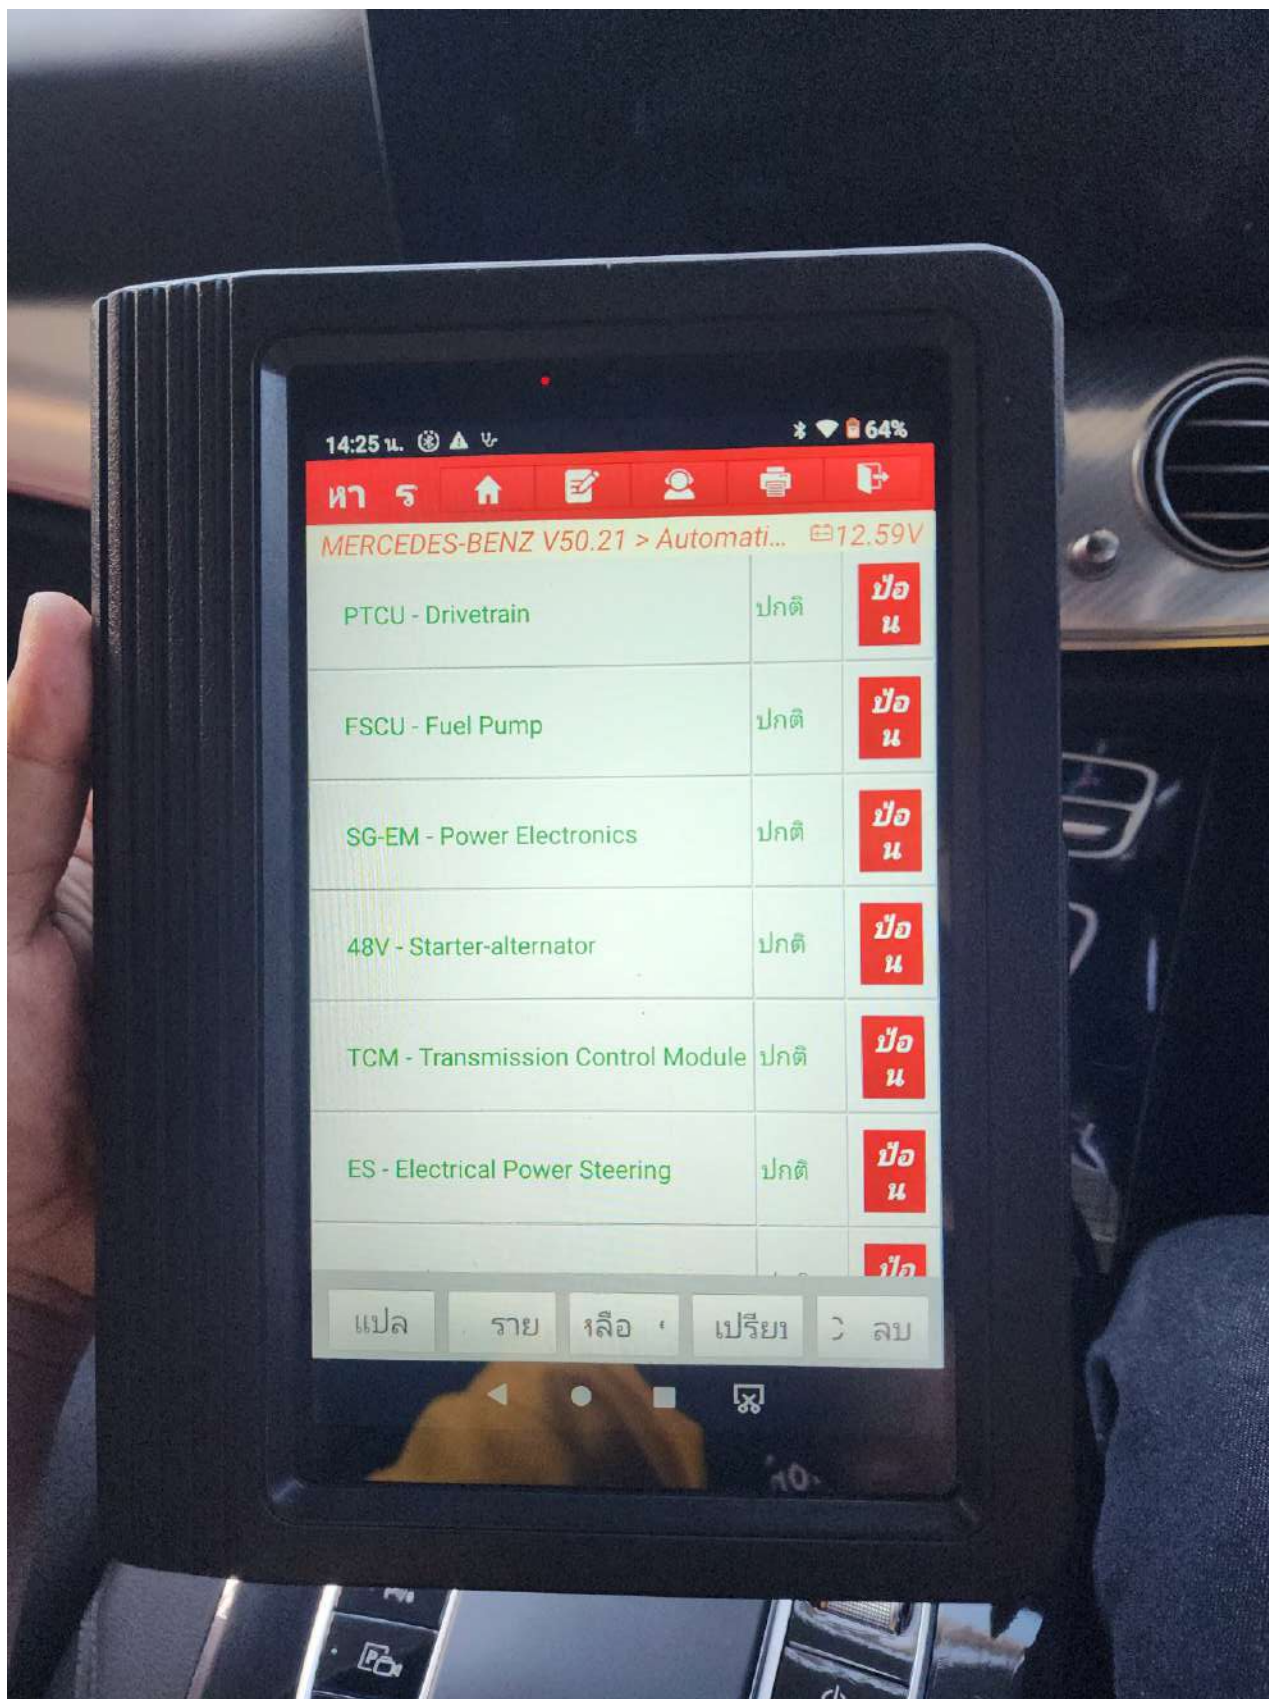 14:25 น. 64%
หา ร
MERCEDES-BENZ V50.21 > Automati... 12.59V
PTCU - Drivetrain ปกติ ป้อน
FSCU - Fuel Pump ปกติ ป้อน
SG-EM - Power Electronics ปกติ ป้อน
48V - Starter-alternator ปกติ ป้อน
TCM - Transmission Control Module ปกติ ป้อน
ES - Electrical Power Steering ปกติ ป้อน
ป้อ
แปล ราย เปรียบ ลบ
P